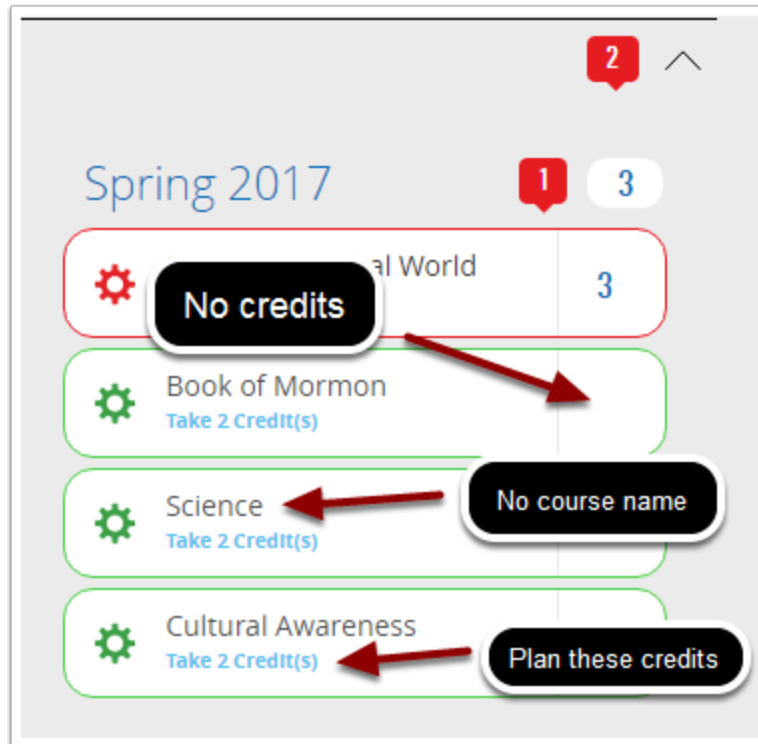 2
Spring 2017
1
3
al World
3
No credits
Book of Mormon
Take 2 Credit(s)
Science
Take 2 Credit(s)
No course name
Cultural Awareness
Take 2 Credit(s)
Plan these credits